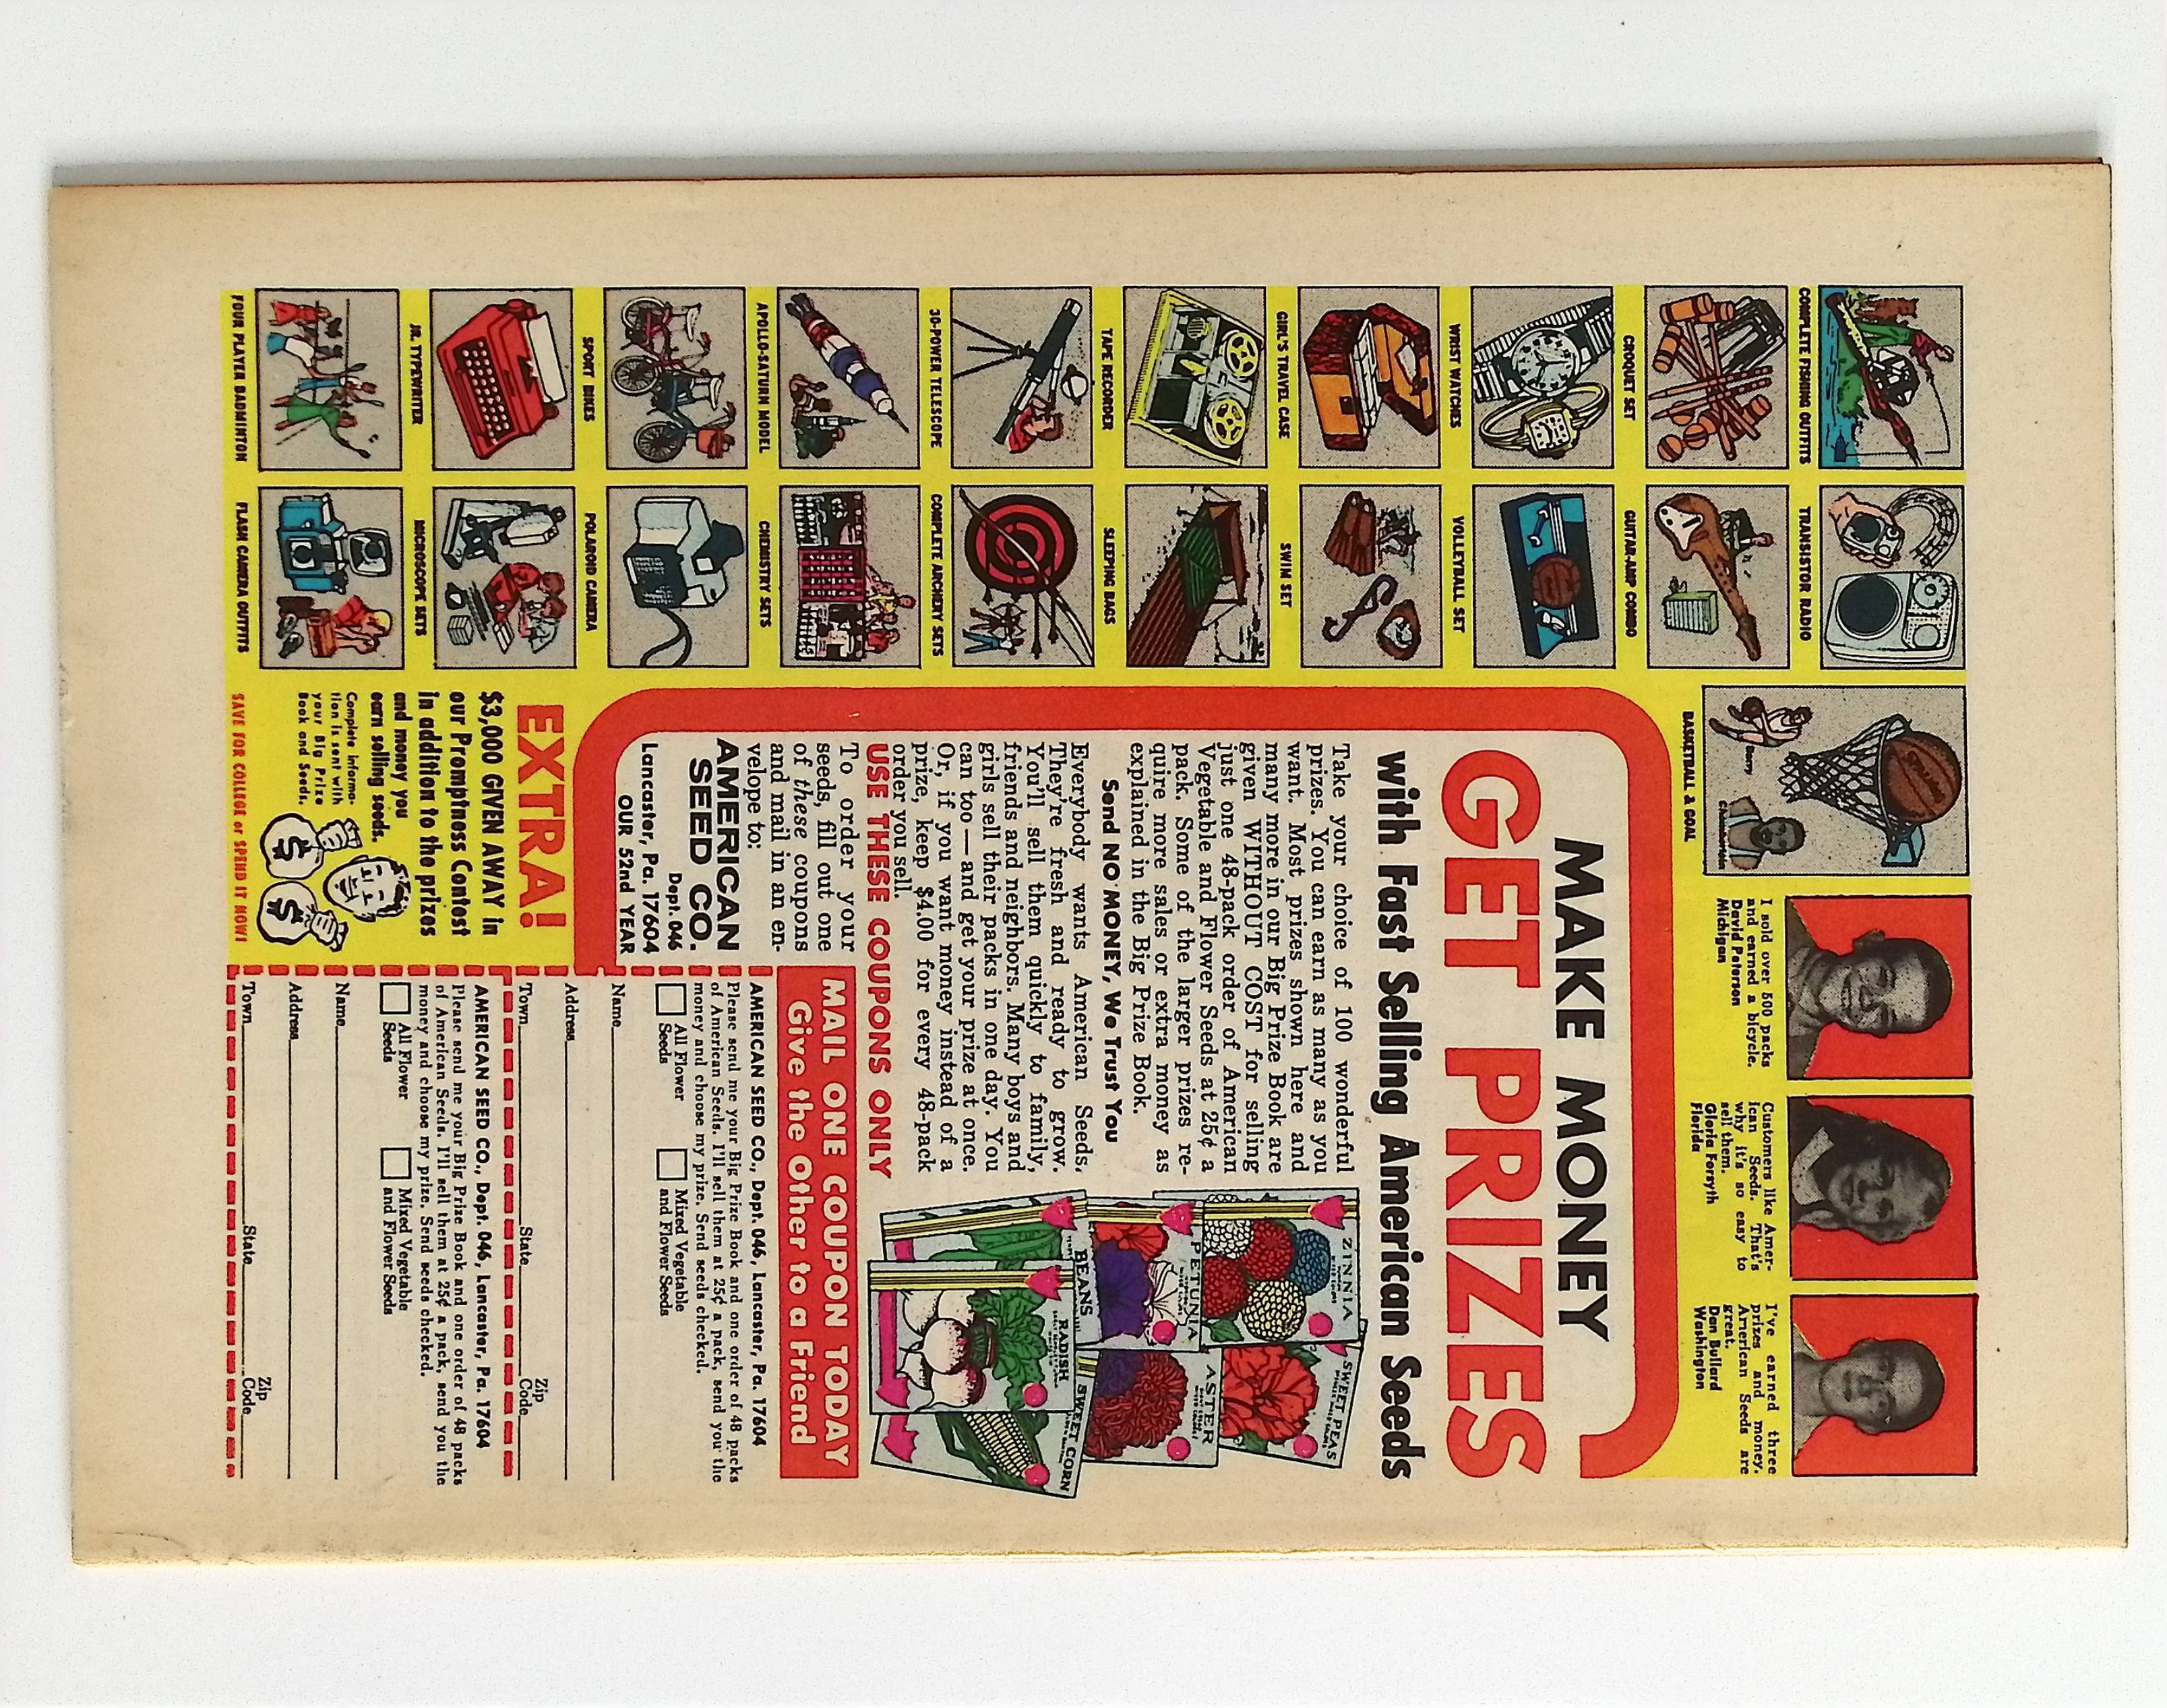 COMPLETE FISHING OUTFITS
TRANSISTOR RADIO
CROQUET SET
GUITAR-AMP COMBO
WRIST WATCHES
VOLLEYBALL SET
GIRL'S TRAVEL CASE
SWIM SET
TAPE RECORDER
SLEEPING BAGS
30-POWER TELESCOPE
COMPLETE ARCHERY SETS
APOLLO-SATURN MODEL
CHEMISTRY SETS
SPORT BIKES
POLAROID CAMERA
JR. TYPEWRITER
MICROSCOPE SETS
FOUR PLAYER BADMINTON
FLASH CAMERA OUTFITS
SPALDING
Barry
Chamberlain
BASKETBALL & GOAL
I sold over 500 packs
and earned a bicycle.
David Peterson
Michigan
Customers like Amer-
ican Seeds. That's
why it's so easy to
sell them.
Gloria Forsyth
Florida
I've earned three
prizes and money.
American Seeds are
great.
Dan Bullard
Washington
MAKE MONEY
GET PRIZES
with Fast Selling American Seeds
Take your choice of 100 wonderful
prizes. You can earn as many as you
want. Most prizes shown here and
many more in our Big Prize Book are
given WITHOUT COST for selling
just one 48-pack order of American
Vegetable and Flower Seeds at 25¢ a
pack. Some of the larger prizes re-
quire more sales or extra money as
explained in the Big Prize Book.
Send NO MONEY, We Trust You
Everybody wants American Seeds.
They're fresh and ready to grow.
You'll sell them quickly to family,
friends and neighbors. Many boys and
girls sell their packs in one day. You
can too—and get your prize at once.
Or, if you want money instead of a
prize, keep $4.00 for every 48-pack
order you sell.
ZINNIA
SWEET PEAS
PETUNIA
ASTER
BEANS
SWEET CORN
RADISH
USE THESE COUPONS ONLY
To order your
seeds, fill out one
of these coupons
and mail in an en-
velope to:
AMERICAN
SEED CO.
Dept. 046
Lancaster, Pa. 17604
OUR 52nd YEAR
EXTRA!
$3,000 GIVEN AWAY in
our Promptness Contest
in addition to the prizes
and money you
earn selling seeds.
Complete informa-
tion is sent with
your Big Prize
Book and Seeds.
$
$
SAVE FOR COLLEGE or SPEND IT NOW!
MAIL ONE COUPON TODAY
Give the Other to a Friend
AMERICAN SEED CO., Dept. 046, Lancaster, Pa. 17604
Please send me your Big Prize Book and one order of 48 packs
of American Seeds. I'll sell them at 25¢ a pack, send you the
money and choose my prize. Send seeds checked.
All Flower Mixed Vegetable
Seeds and Flower Seeds
Name
Address
Town State Zip Code
AMERICAN SEED CO., Dept. 046, Lancaster, Pa. 17604
Please send me your Big Prize Book and one order of 48 packs
of American Seeds. I'll sell them at 25¢ a pack, send you the
money and choose my prize. Send seeds checked.
All Flower Mixed Vegetable
Seeds and Flower Seeds
Name
Address
Town State Zip Code